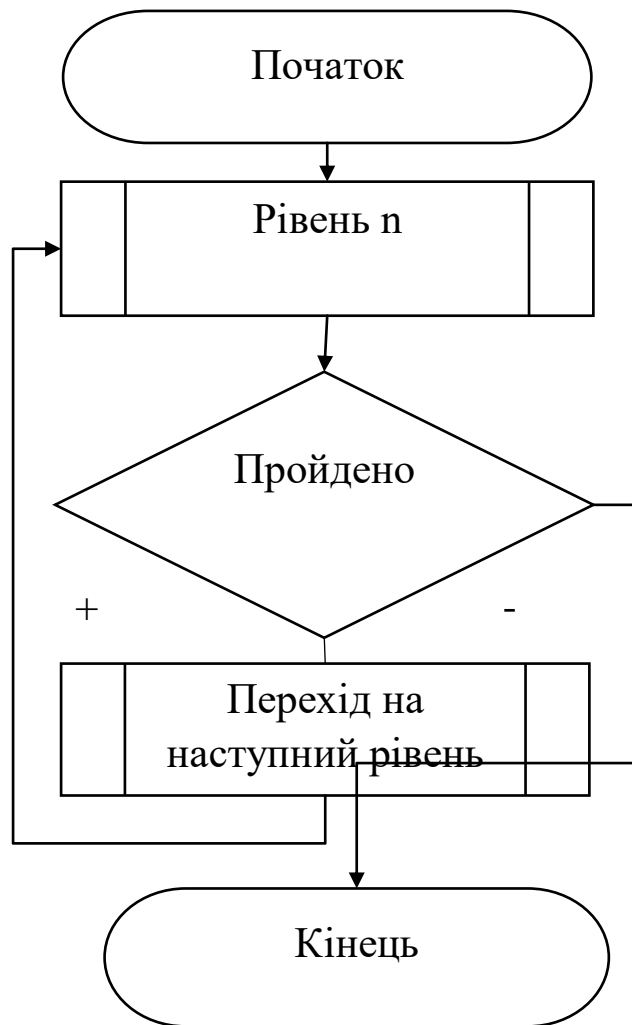 Початок
Рівень n
Пройдено
+ -
Перехід на
наступний рівень
Кінець